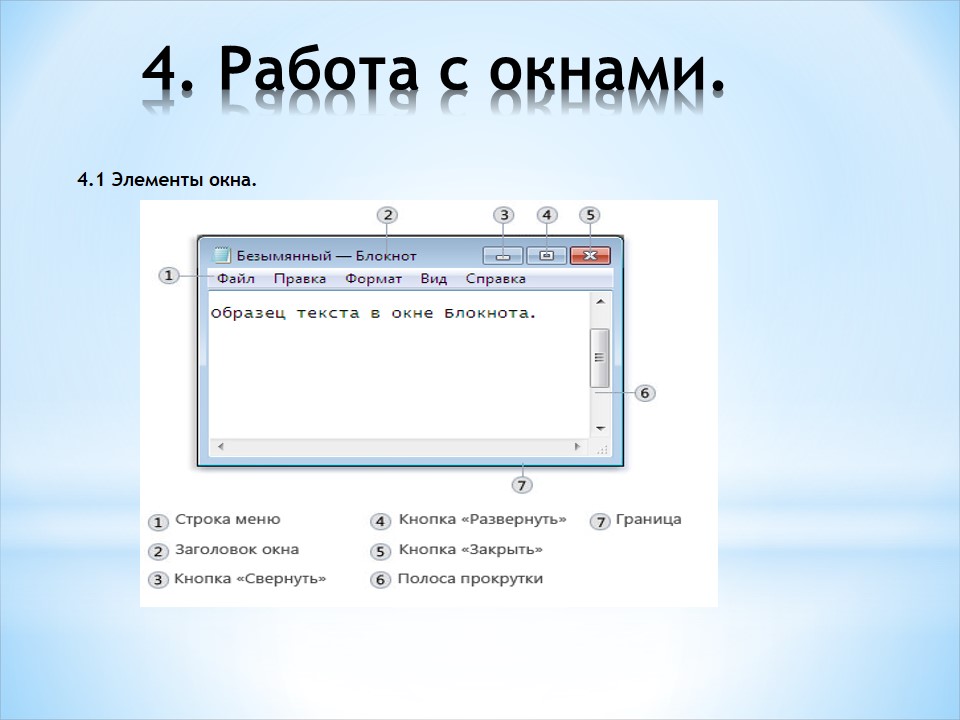 4. Работа с окнами.
4.1 Элементы окна.
2 3 4 5
Безымянный — Блокнот
1
Файл Правка Формат Вид Справка
Образец текста в окне Блокнота.
6
7
1 Строка меню 4 Кнопка «Развернуть» 7 Граница
2 Заголовок окна 5 Кнопка «Закрыть»
3 Кнопка «Свернуть» 6 Полоса прокрутки